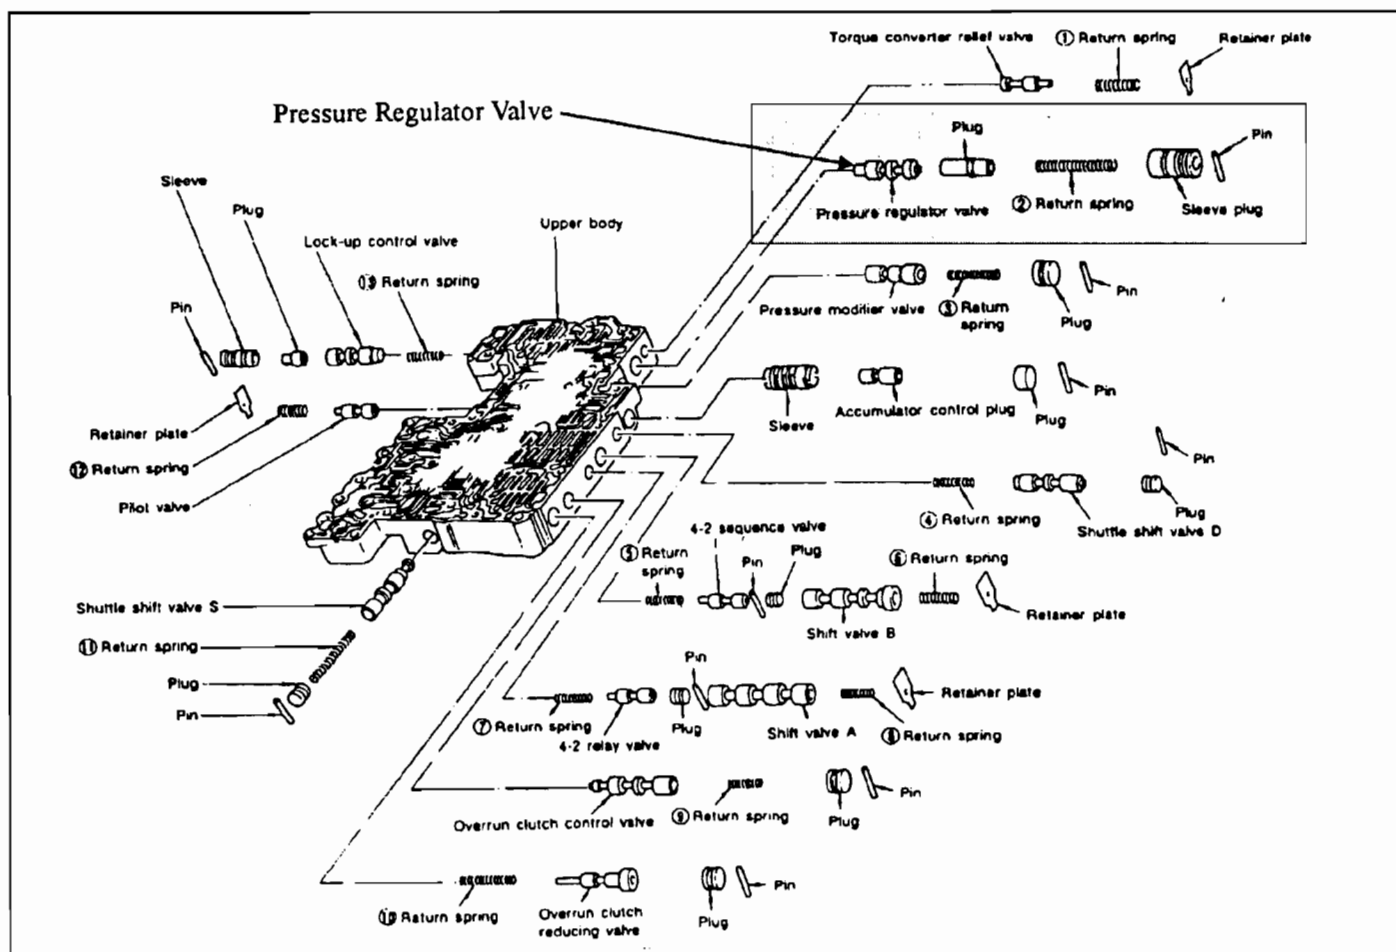 Torque converter relief valve
① Return spring
Retainer plate
Pressure Regulator Valve
Plug
Pin
Pressure regulator valve
② Return spring
Sleeve plug
Sleeve
Plug
Lock-up control valve
⑬ Return spring
Upper body
Pin
Pressure modifier valve
③ Return
spring
Plug
Pin
Retainer plate
⑫ Return spring
Pilot valve
Sleeve
Accumulator control plug
Plug
Pin
Pin
④ Return spring
Shuttle shift valve D
Plug
⑤ Return
spring
4-2 sequence valve
Pin
Plug
⑥ Return spring
Shift valve B
Retainer plate
Shuttle shift valve S
⑪ Return spring
Plug
Pin
⑦ Return spring
4-2 relay valve
Plug
Pin
Shift valve A
Retainer plate
⑧ Return spring
Overrun clutch control valve
⑨ Return spring
Plug
Pin
⑩ Return spring
Overrun clutch
reducing valve
Plug
Pin